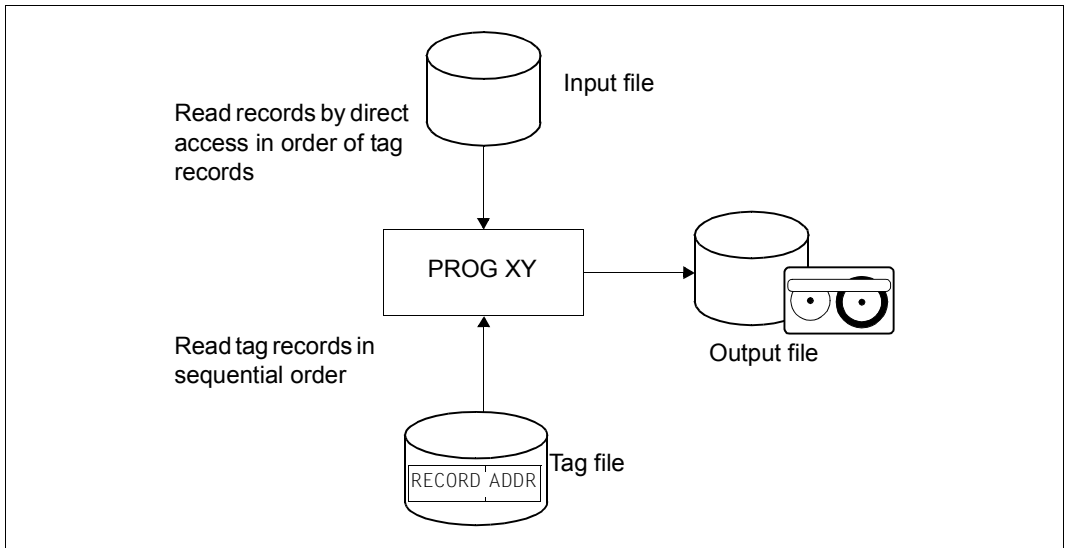 Input file
Read records by direct
access in order of tag
records
PROG XY
Output file
Read tag records in
sequential order
Tag file
RECORD ADDR